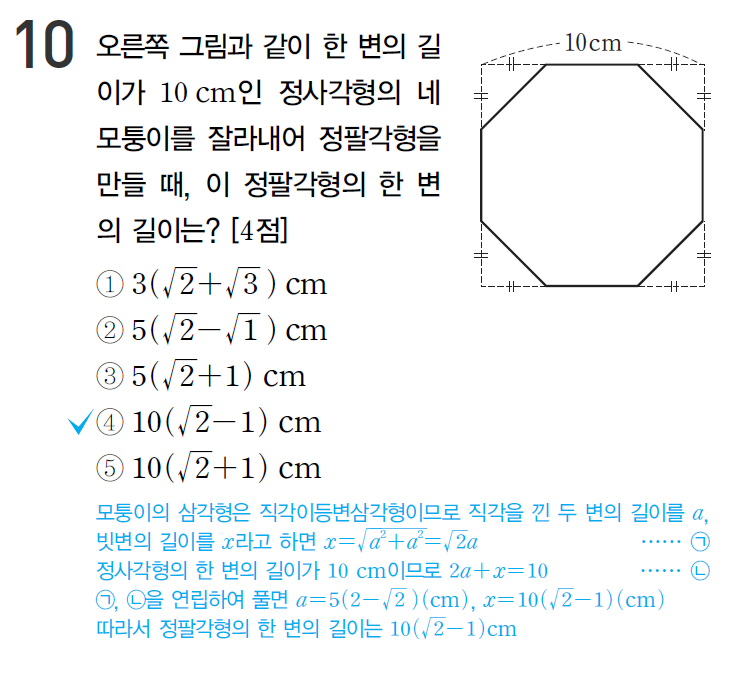 10
오른쪽 그림과 같이 한 변의 길
이가 10 cm인 정사각형의 네
모퉁이를 잘라내어 정팔각형을
만들 때, 이 정팔각형의 한 변
의 길이는? [4점]
10cm
① 3(√2+√3) cm
② 5(√2−√1) cm
③ 5(√2+1) cm
④ 10(√2−1) cm
⑤ 10(√2+1) cm
모퉁이의 삼각형은 직각이등변삼각형이므로 직각을 낀 두 변의 길이를 a,
빗변의 길이를 x라고 하면 x=√(a²+a²)=√2a ······ ㉠
정사각형의 한 변의 길이가 10 cm이므로 2a+x=10 ······ ㉡
㉠, ㉡을 연립하여 풀면 a=5(2−√2)(cm), x=10(√2−1)(cm)
따라서 정팔각형의 한 변의 길이는 10(√2−1)cm